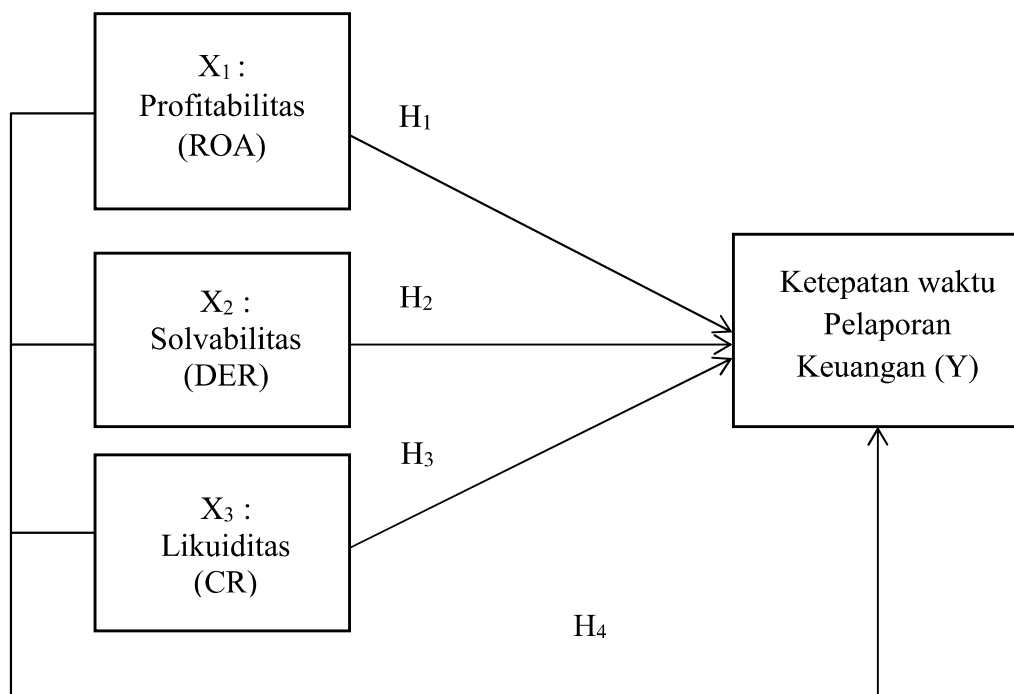 X₁ :
Profitabilitas
(ROA)
H₁
X₂ :
Solvabilitas
(DER)
H₂
X₃ :
Likuiditas
(CR)
H₃
Ketepatan waktu
Pelaporan
Keuangan (Y)
H₄